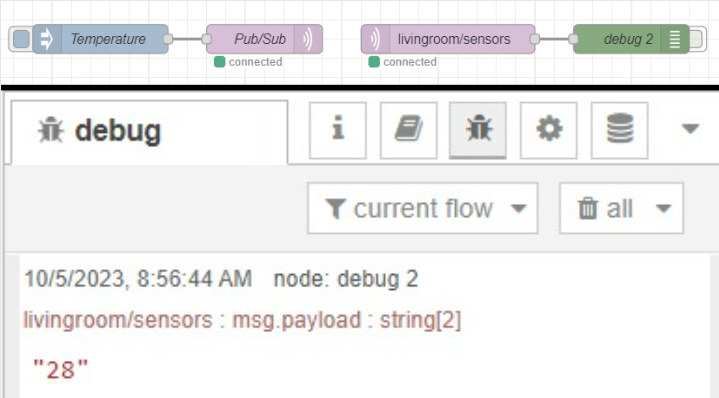 Temperature
Pub/Sub
livingroom/sensors
debug 2
connected
connected
debug
current flow
all
10/5/2023, 8:56:44 AM node: debug 2
livingroom/sensors : msg.payload : string[2]
"28"